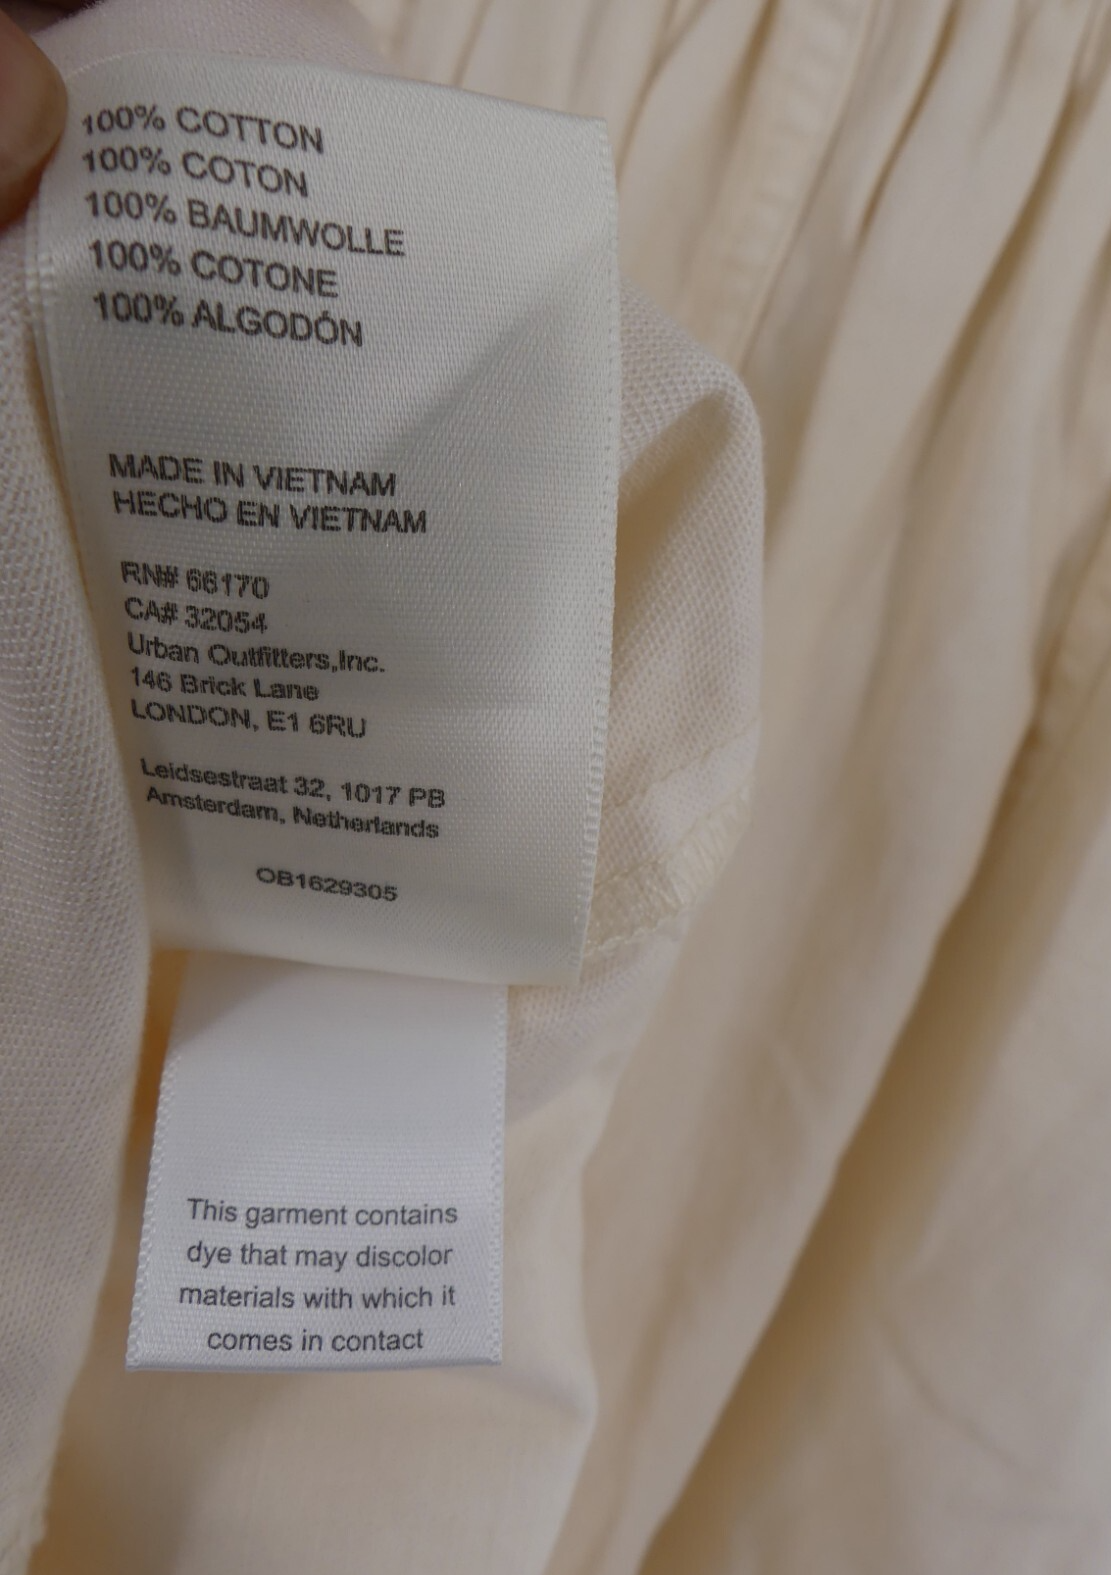 100% COTTON
100% COTON
100% BAUMWOLLE
100% COTONE
100% ALGODÓN
MADE IN VIETNAM
HECHO EN VIETNAM
RN# 66170
CA# 32054
Urban Outfitters,Inc.
146 Brick Lane
LONDON, E1 6RU
Leidsestraat 32, 1017 PB
Amsterdam, Netherlands
OB1629305
This garment contains
dye that may discolor
materials with which it
comes in contact